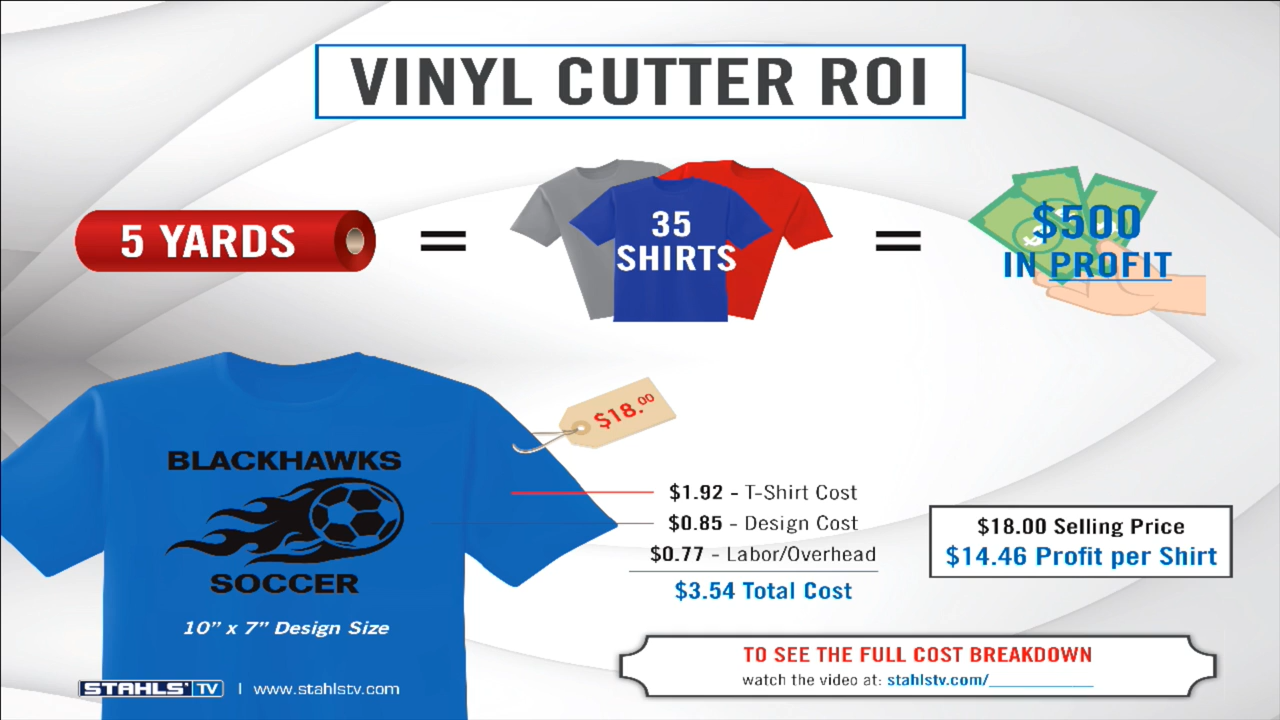 VINYL CUTTER ROI
5 YARDS
=
35
SHIRTS
=
$500
IN PROFIT
$18.00
BLACKHAWKS
SOCCER
10" x 7" Design Size
$1.92 - T-Shirt Cost
$0.85 - Design Cost
$0.77 - Labor/Overhead
$3.54 Total Cost
$18.00 Selling Price
$14.46 Profit per Shirt
TO SEE THE FULL COST BREAKDOWN
watch the video at: stahlstv.com/____________
STAHLS' TV | www.stahlstv.com